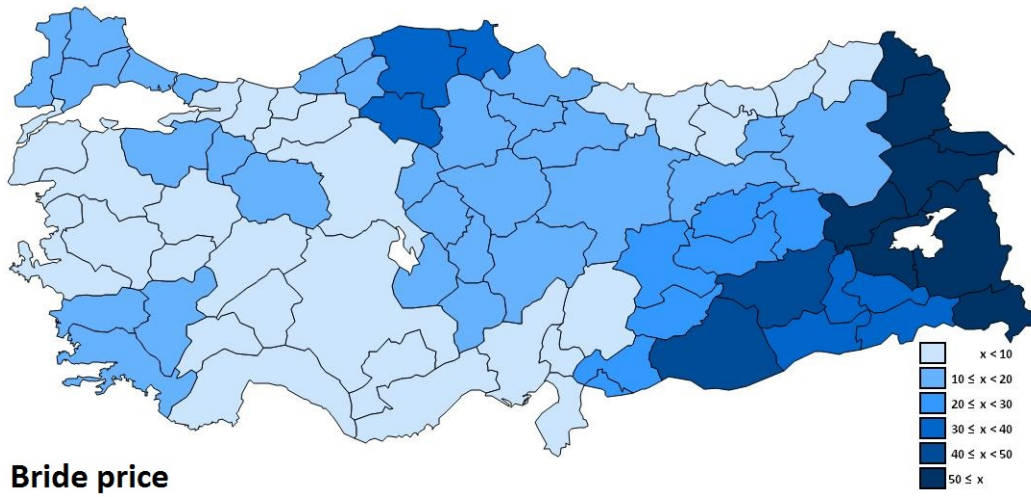 x < 10
10 ≤ x < 20
20 ≤ x < 30
30 ≤ x < 40
40 ≤ x < 50
50 ≤ x
Bride price